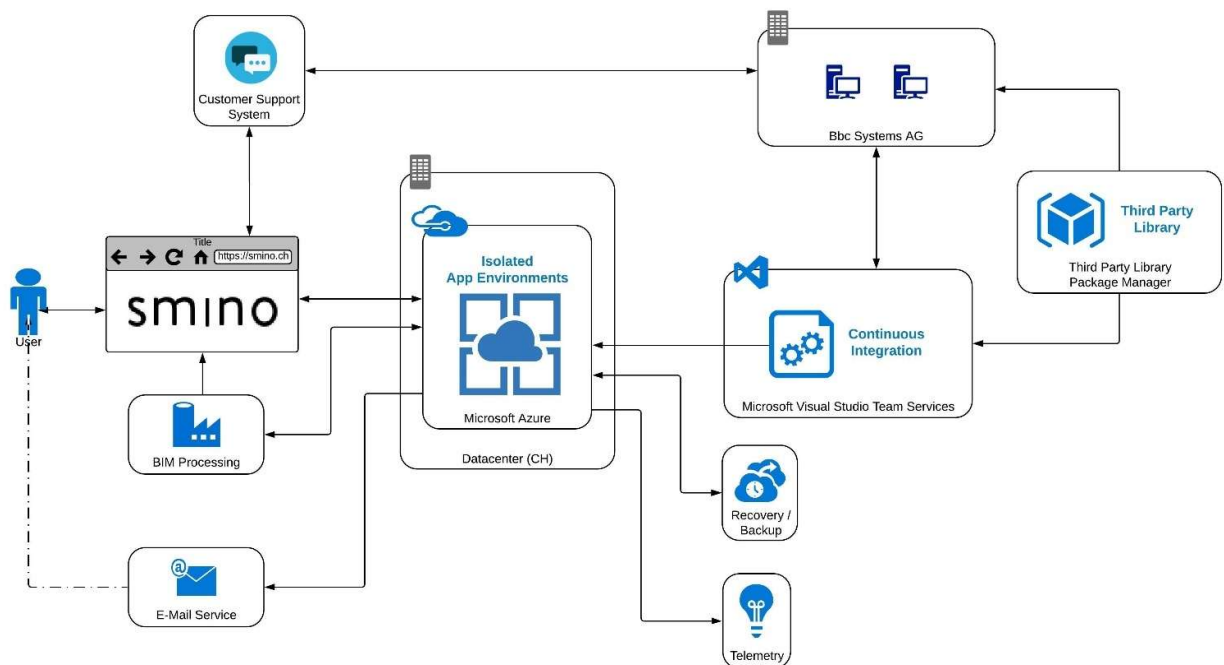 Customer Support
System
Bbc Systems AG
Third Party
Library
Third Party Library
Package Manager
Title
https://smino.ch
smino
User
Isolated
App Environments
Microsoft Azure
Datacenter (CH)
Continuous
Integration
Microsoft Visual Studio Team Services
BIM Processing
Recovery /
Backup
@
E-Mail Service
Telemetry